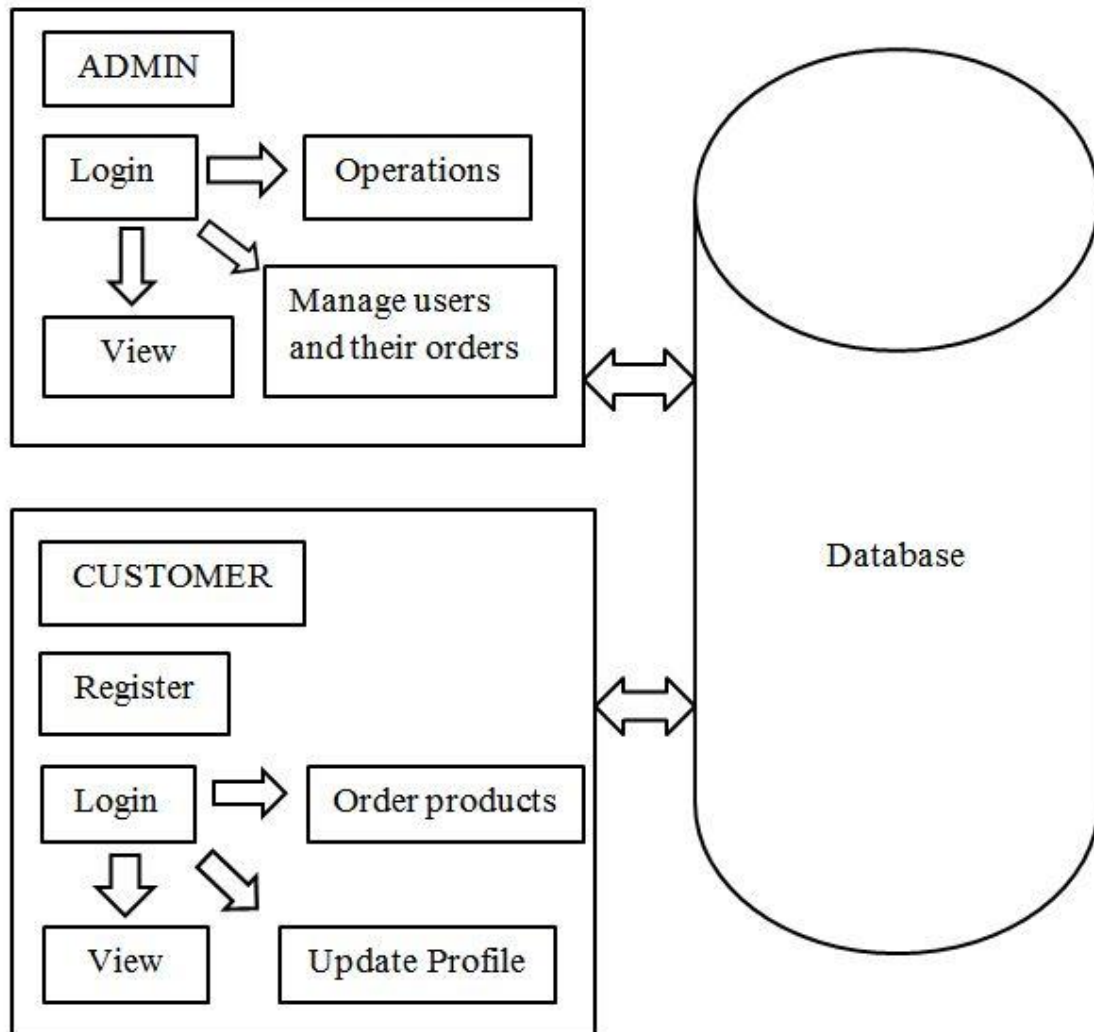 ADMIN
Login
Operations
Manage users
and their orders
View
Database
CUSTOMER
Register
Login
Order products
View
Update Profile